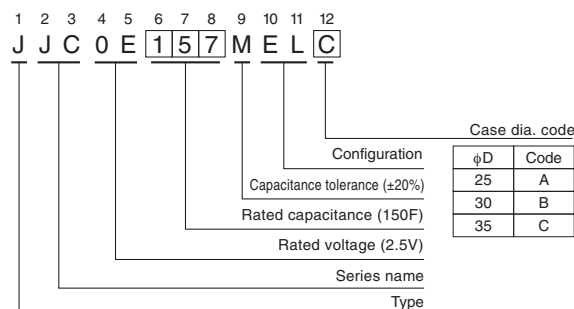 1 2 3 4 5 6 7 8 9 10 11 12
J J C 0 E 1 5 7 M E L C
Case dia. code
φD Code
25 A
30 B
35 C
Configuration
Capacitance tolerance (±20%)
Rated capacitance (150F)
Rated voltage (2.5V)
Series name
Type